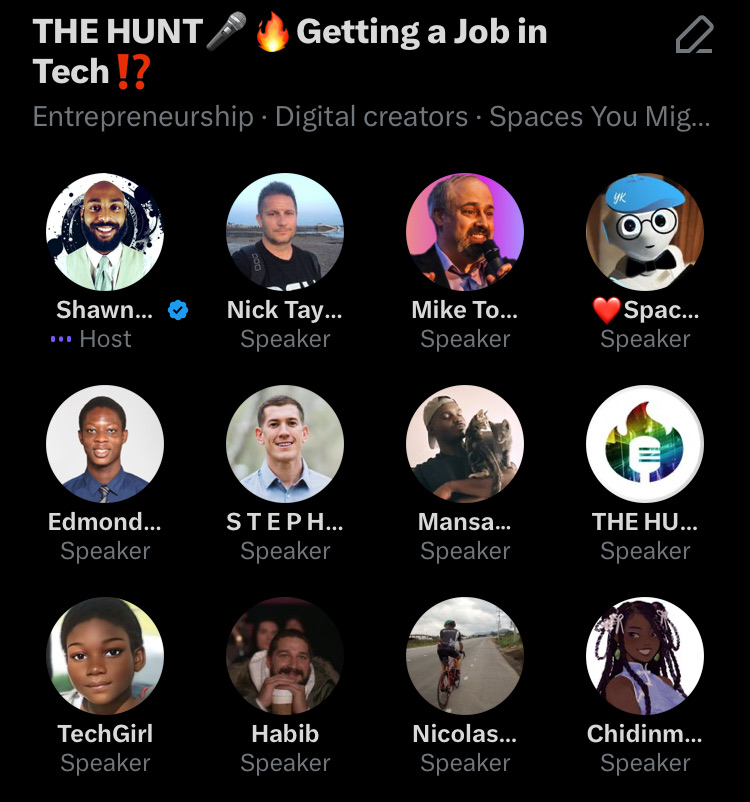 THE HUNT🎤🔥Getting a Job in
Tech⁉️
Entrepreneurship · Digital creators · Spaces You Mig...
YK
Shawn... Nick Tay... Mike To... ❤️Spac...
Host Speaker Speaker Speaker
Edmond... S T E P H... Mansa... THE HU...
Speaker Speaker Speaker Speaker
TechGirl Habib Nicolas... Chidinm...
Speaker Speaker Speaker Speaker